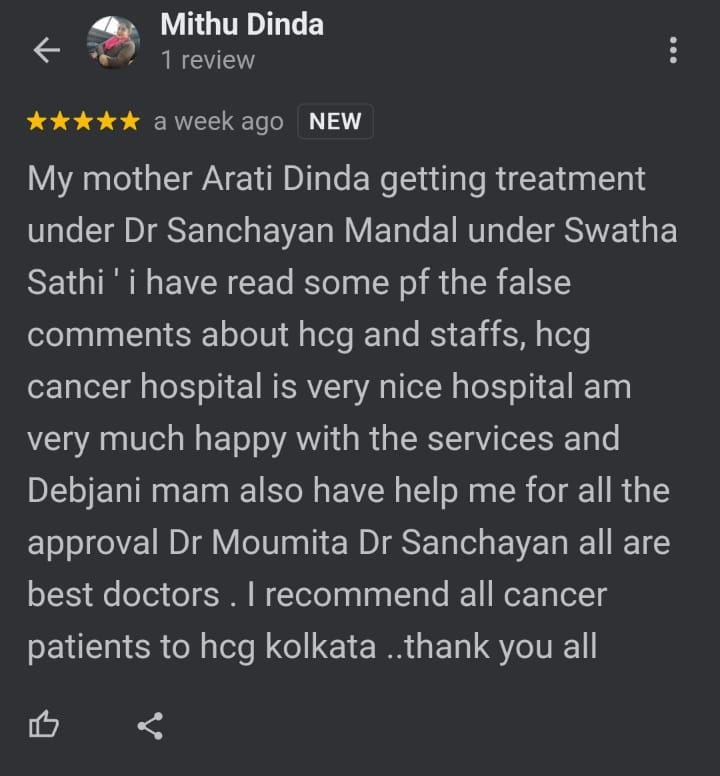 Mithu Dinda
1 review
a week ago NEW
My mother Arati Dinda getting treatment
under Dr Sanchayan Mandal under Swatha
Sathi ' i have read some pf the false
comments about hcg and staffs, hcg
cancer hospital is very nice hospital am
very much happy with the services and
Debjani mam also have help me for all the
approval Dr Moumita Dr Sanchayan all are
best doctors . I recommend all cancer
patients to hcg kolkata ..thank you all